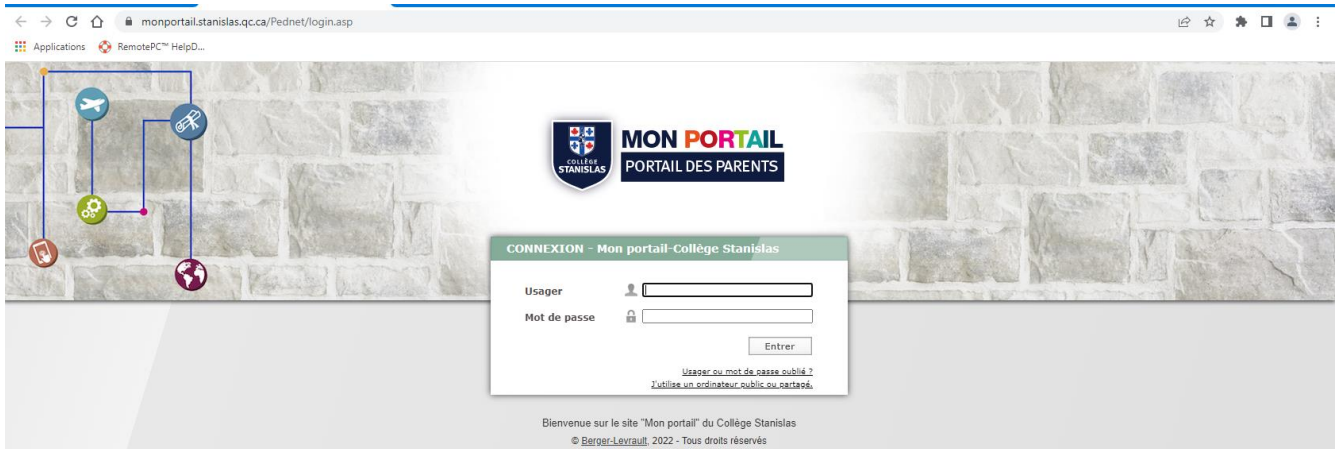 monportail.stanislas.qc.ca/Pednet/login.asp
Applications RemotePC™ HelpD...
COLLÈGE
STANISLAS
MON PORTAIL
PORTAIL DES PARENTS
CONNEXION - Mon portail-Collège Stanislas
Usager
Mot de passe
Entrer
Usager ou mot de passe oublié ?
J'utilise un ordinateur public ou partagé.
Bienvenue sur le site "Mon portail" du Collège Stanislas
© Berger-Levrault, 2022 - Tous droits réservés